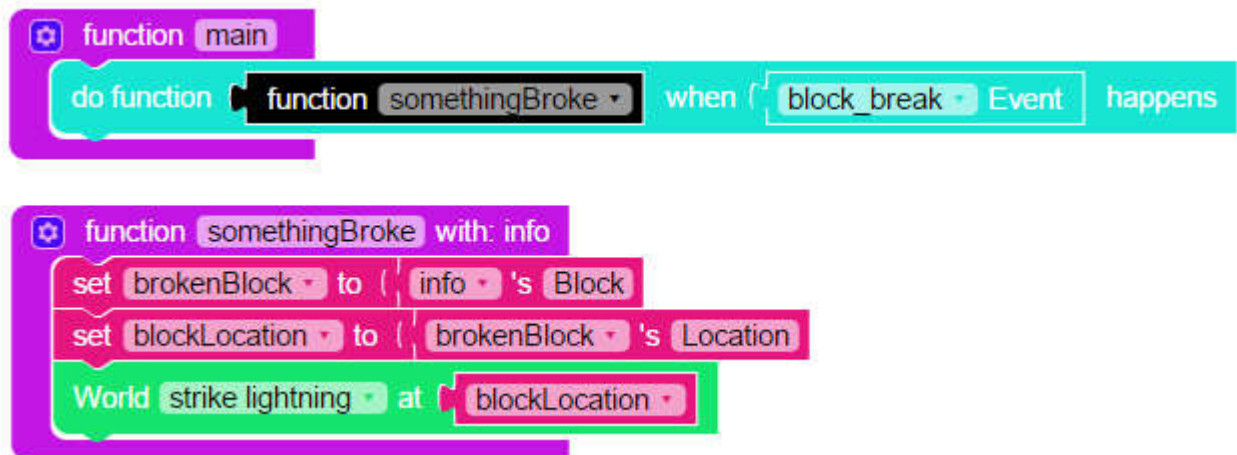 function main
do function function somethingBroke when block_break Event happens
function somethingBroke with: info
set brokenBlock to info 's Block
set blockLocation to brokenBlock 's Location
World strike lightning at blockLocation